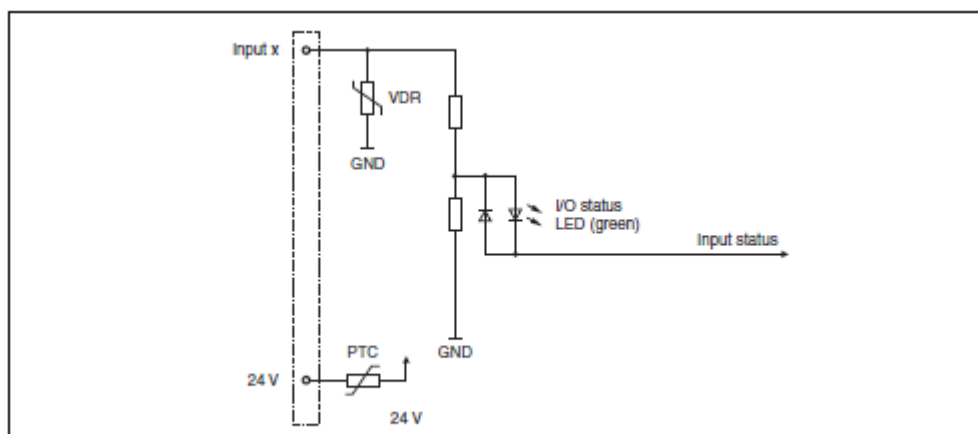 Input x
VDR
GND
I/O status
LED (green)
Input status
PTC
GND
24 V
24 V